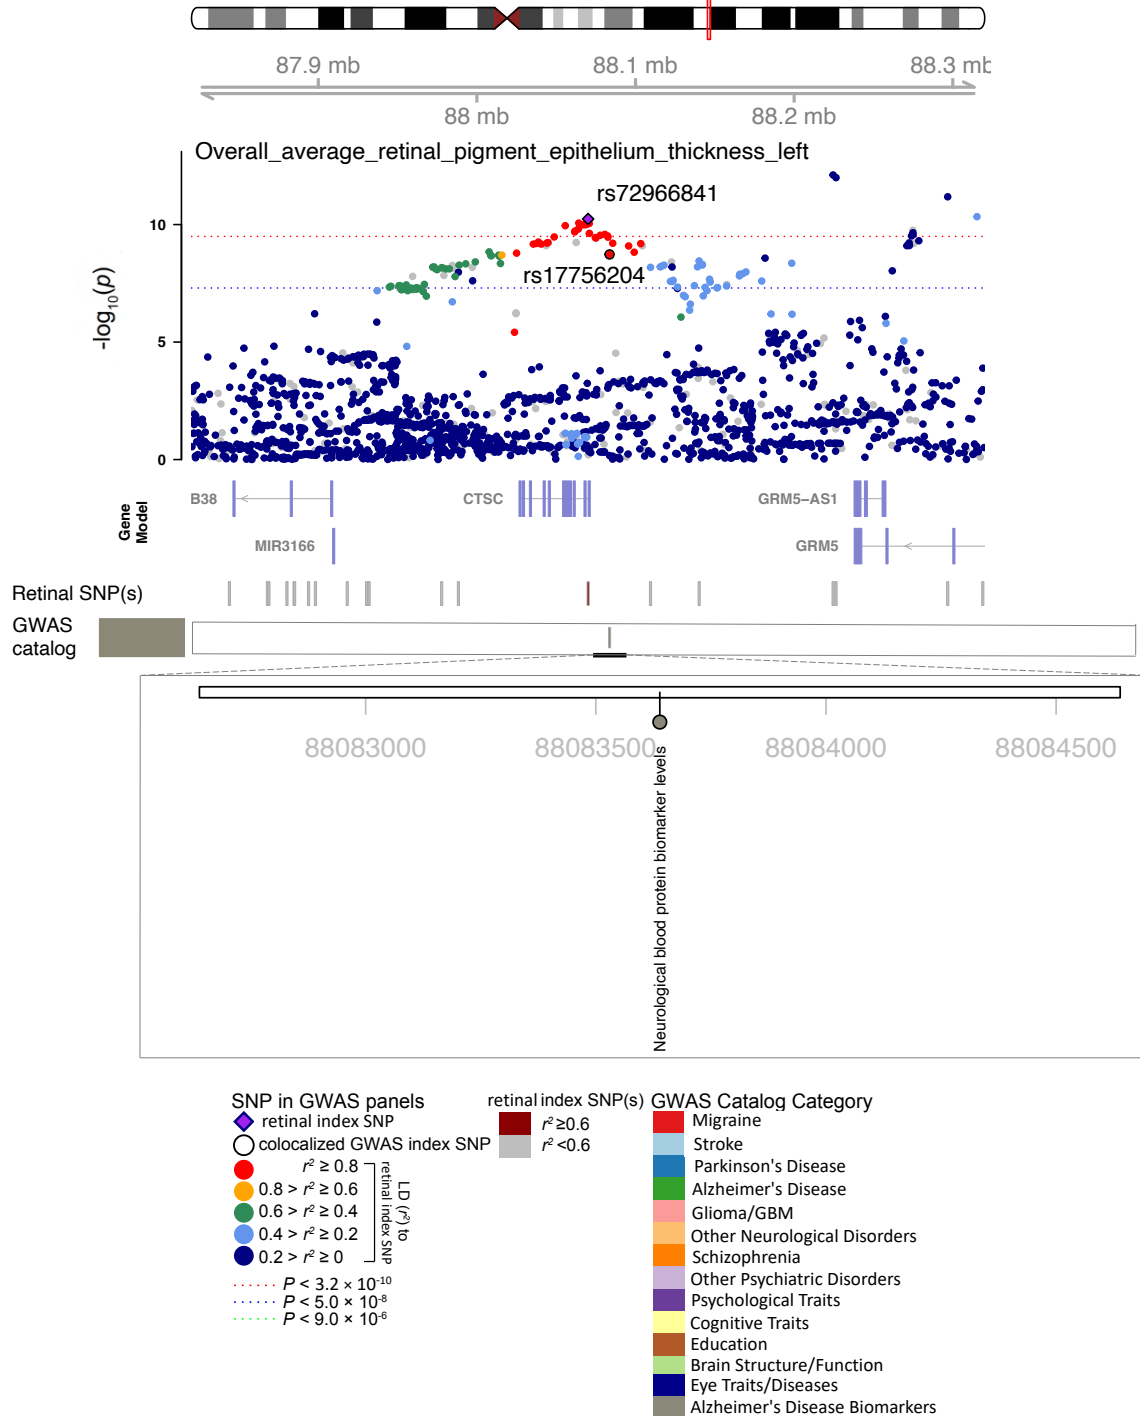 87.9 mb
88.1 mb
88.3 mb
88 mb
88.2 mb
Overall_average_retinal_pigment_epithelium_thickness_left
rs72966841
rs17756204
-log10(p)
10
5
0
Gene
Model
B38
CTSC
GRM5−AS1
MIR3166
GRM5
Retinal SNP(s)
GWAS
catalog
88083000
88083500
88084000
88084500
Neurological blood protein biomarker levels
SNP in GWAS panels
retinal index SNP
colocalized GWAS index SNP
r² ≥ 0.8
0.8 > r² ≥ 0.6
0.6 > r² ≥ 0.4
0.4 > r² ≥ 0.2
0.2 > r² ≥ 0
LD (r²) to
retinal index SNP
P < 3.2 × 10⁻¹⁰
P < 5.0 × 10⁻⁸
P < 9.0 × 10⁻⁶
retinal index SNP(s)
r² ≥0.6
r² <0.6
GWAS Catalog Category
Migraine
Stroke
Parkinson's Disease
Alzheimer's Disease
Glioma/GBM
Other Neurological Disorders
Schizophrenia
Other Psychiatric Disorders
Psychological Traits
Cognitive Traits
Education
Brain Structure/Function
Eye Traits/Diseases
Alzheimer's Disease Biomarkers